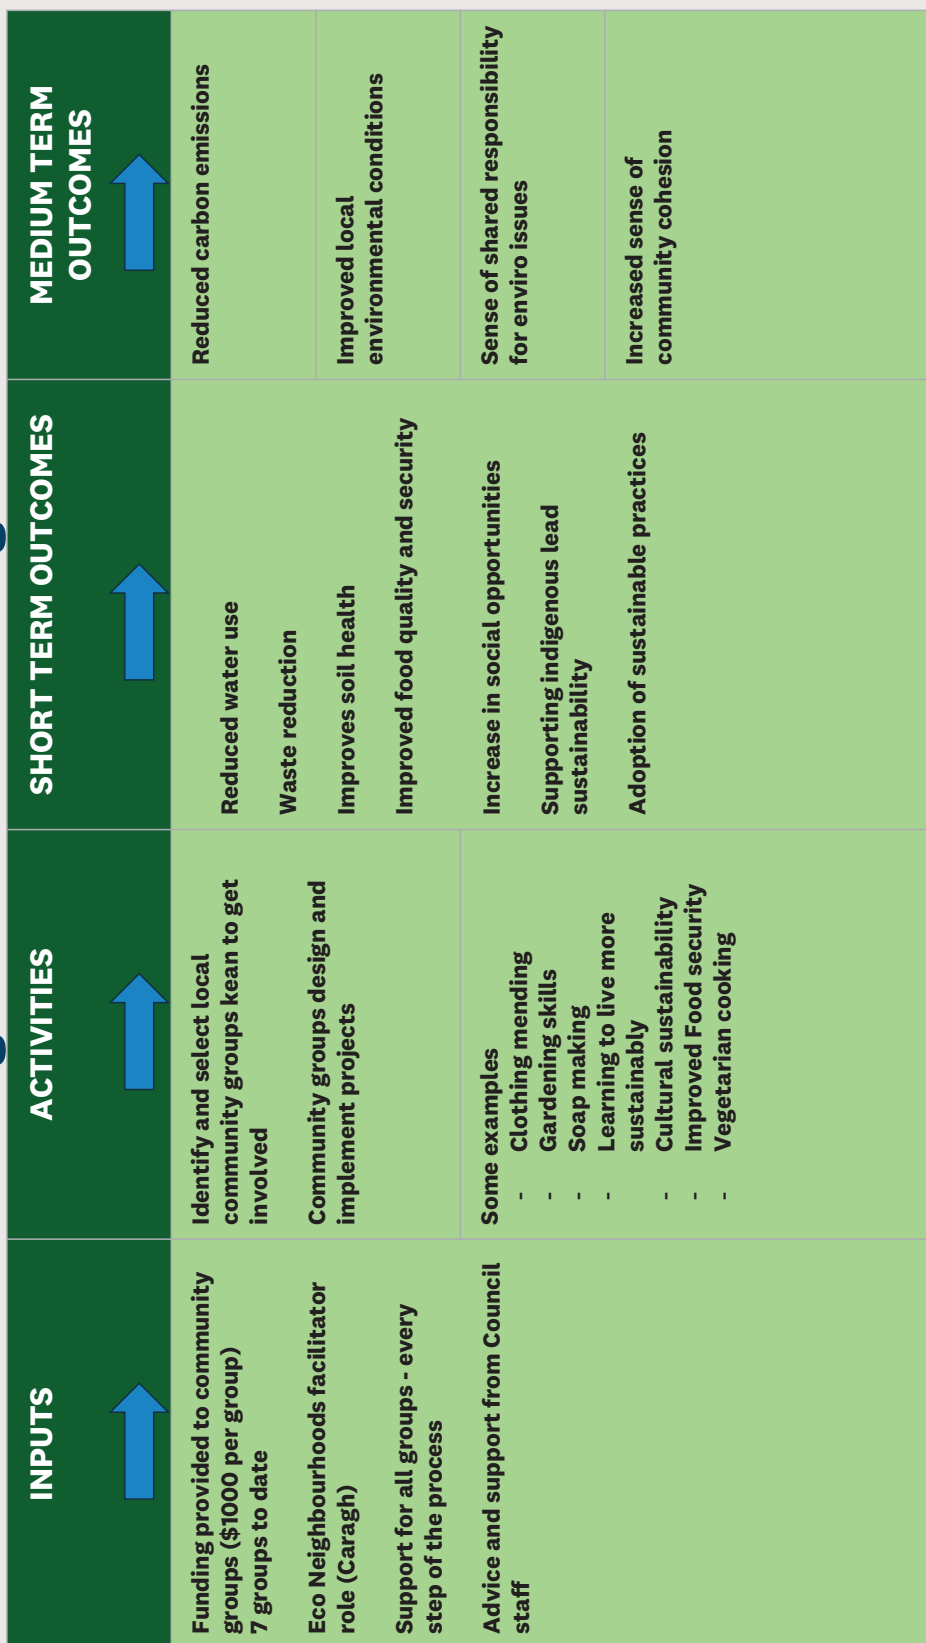 INPUTS
Funding provided to community
groups ($1000 per group)
7 groups to date
Eco Neighbourhoods facilitator
role (Caragh)
Support for all groups - every
step of the process
Advice and support from Council
staff
ACTIVITIES
Identify and select local
community groups kean to get
involved
Community groups design and
implement projects
Some examples
- Clothing mending
- Gardening skills
- Soap making
- Learning to live more
sustainably
- Cultural sustainability
- Improved Food security
- Vegetarian cooking
SHORT TERM OUTCOMES
Reduced water use
Waste reduction
Improves soil health
Improved food quality and security
Increase in social opportunities
Supporting indigenous lead
sustainability
Adoption of sustainable practices
MEDIUM TERM
OUTCOMES
Reduced carbon emissions
Improved local
environmental conditions
Sense of shared responsibility
for enviro issues
Increased sense of
community cohesion